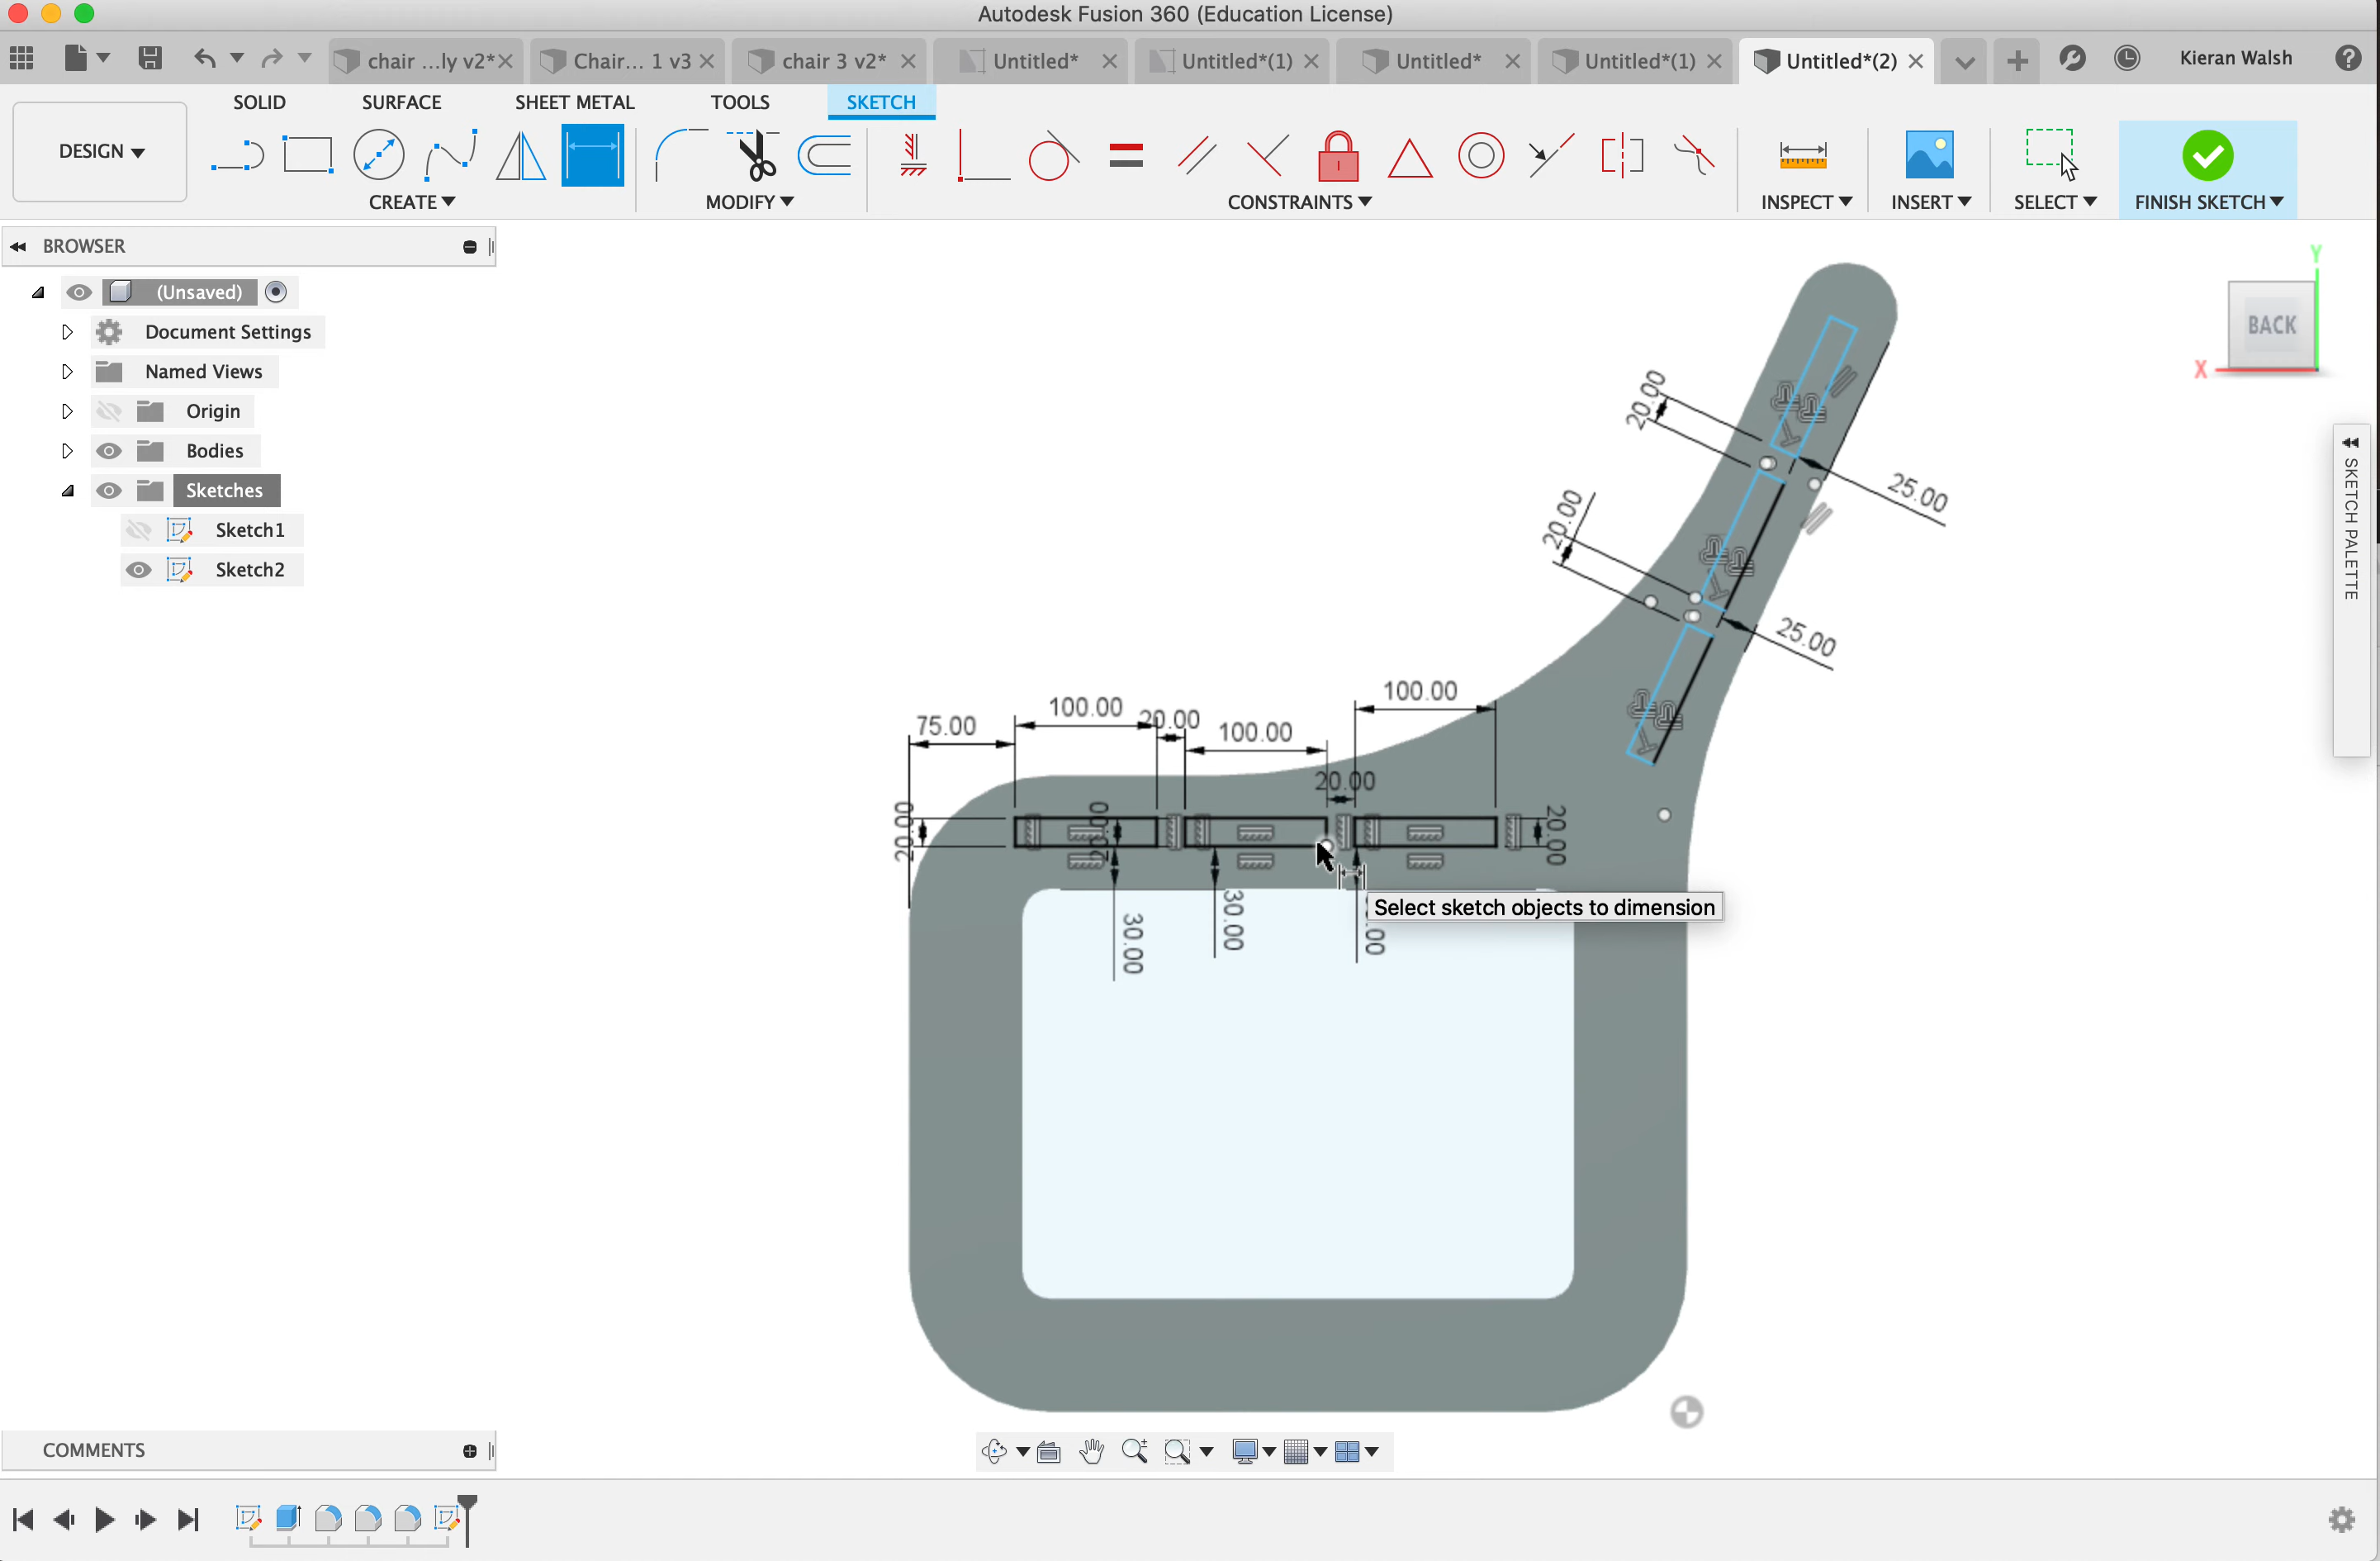 Autodesk Fusion 360 (Education License)
chair ...ly v2*
Chair... 1 v3
chair 3 v2*
Untitled*
Untitled*(1)
Untitled*
Untitled*(1)
Untitled*(2)
Kieran Walsh
SOLID
SURFACE
SHEET METAL
TOOLS
SKETCH
DESIGN
CREATE
MODIFY
CONSTRAINTS
INSPECT
INSERT
SELECT
FINISH SKETCH
BROWSER
(Unsaved)
Document Settings
Named Views
Origin
Bodies
Sketches
Sketch1
Sketch2
Y
BACK
X
SKETCH PALETTE
20.00
25.00
20.00
25.00
100.00
75.00
100.00
20.00
100.00
20.00
20.00
20.00
Select sketch objects to dimension
30.00
30.00
COMMENTS